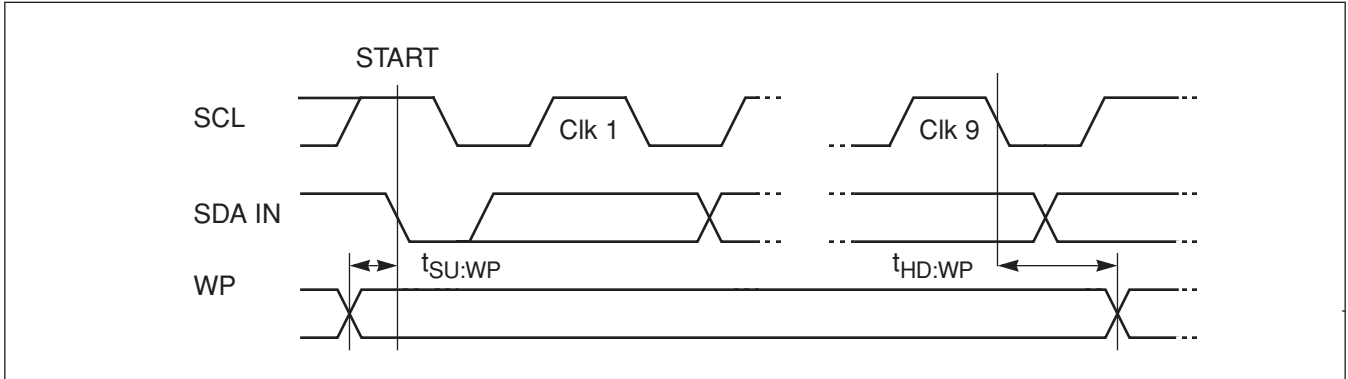 START
SCL
Clk 1
Clk 9
SDA IN
tSU:WP
tHD:WP
WP